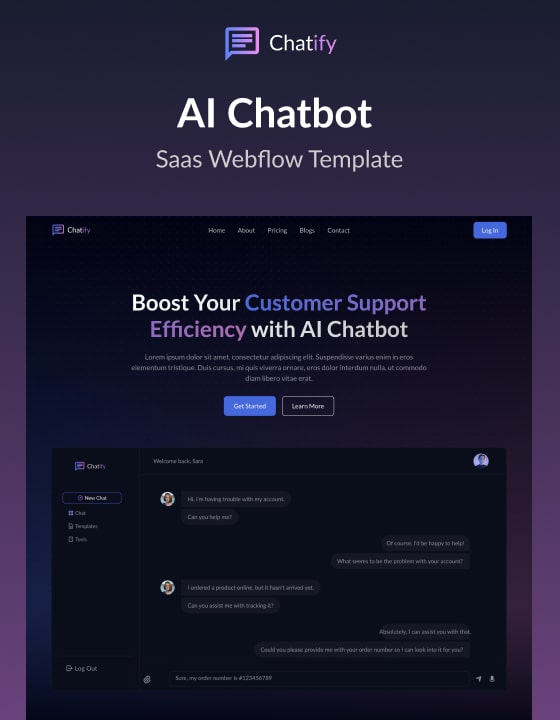 Chatify
AI Chatbot
Saas Webflow Template
Chatify
Home About Pricing Blogs Contact
Log In
Boost Your Customer Support
Efficiency with AI Chatbot
Lorem ipsum dolor sit amet, consectetur adipiscing elit. Suspendisse varius enim in eros
elementum tristique. Duis cursus, mi quis viverra ornare, eros dolor interdum nulla, ut commodo
diam libero vitae erat.
Get Started
Learn More
Chatify
Welcome back, Sara
New Chat
Chat
Templates
Tools
Hi, I'm having trouble with my account.
Can you help me?
Of course, I'd be happy to help!
What seems to be the problem with your account?
I ordered a product online, but it hasn't arrived yet.
Can you assist me with tracking it?
Absolutely, I can assist you with that.
Could you please provide me with your order number so I can look into it for you?
Log Out
Sure, my order number is #123456789